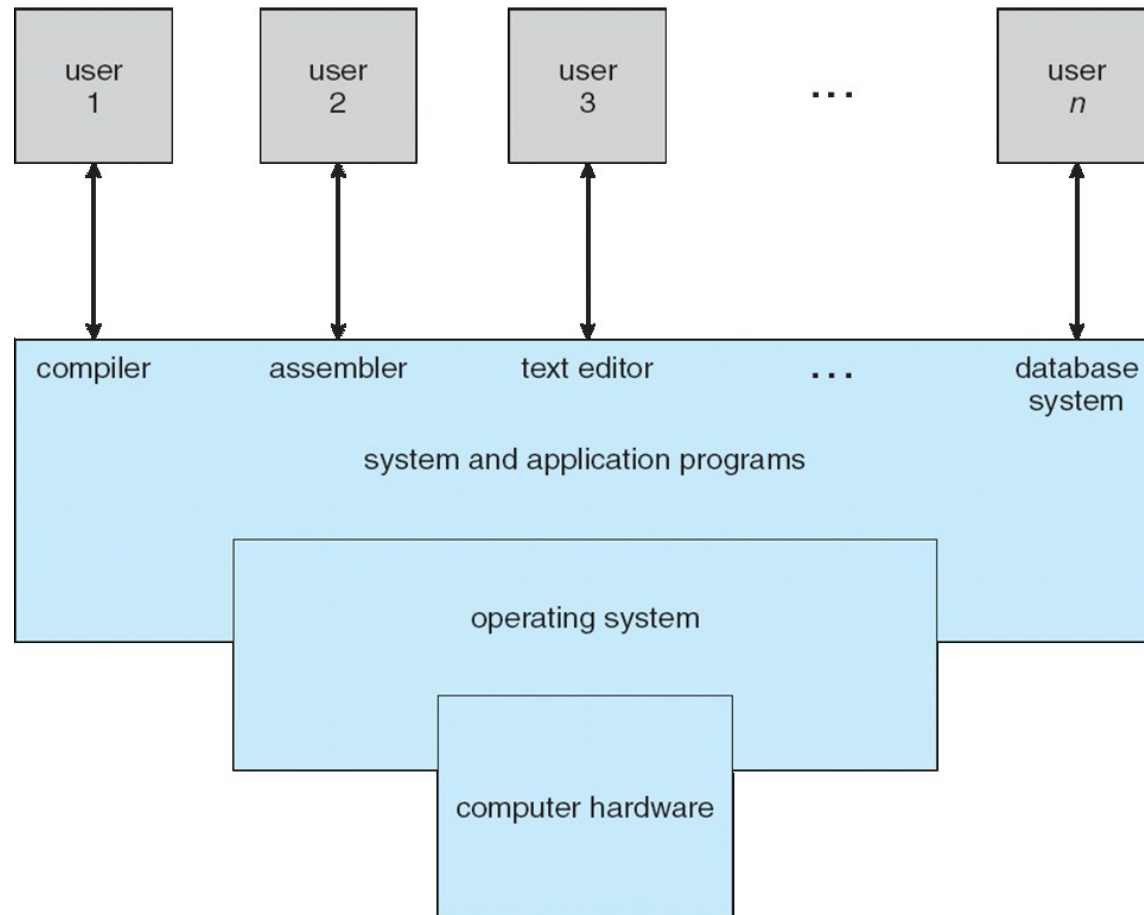 user
1
user
2
user
3
...
user
n
compiler
assembler
text editor
...
database
system
system and application programs
operating system
computer hardware